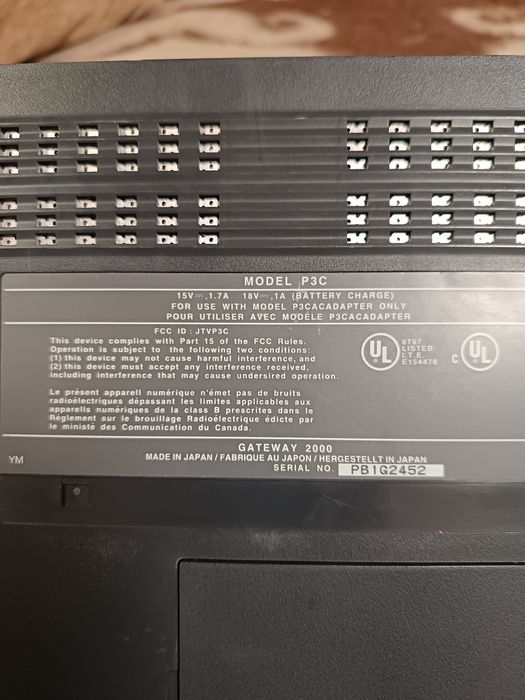 MODEL P3C
15V⎓,1.7A 18V⎓,1A (BATTERY CHARGE)
FOR USE WITH MODEL P3CACADAPTER ONLY
POUR UTILISER AVEC MODÈLE P3CACADAPTER
FCC ID : JTVP3C
This device complies with Part 15 of the FCC Rules.
Operation is subject to the following two conditions:
(1) this device may not cause harmful interference, and
(2) this device must accept any interference received,
including interference that may cause undersired operation.
UL
®
6T67
LISTED
I.T.E.
E154478
C UL
®
Le présent appareil numérique n'émet pas de bruits
radioélectriques dépassant les limites applicables aux
appareils numériques de la class B prescrites dans le
Règlement sur le brouillage Radioélectrique édicte par
le ministé des Communication du Canada.
GATEWAY 2000
YM
MADE IN JAPAN / FABRIQUE AU JAPON / HERGESTELLT IN JAPAN
SERIAL NO. PB1G2452